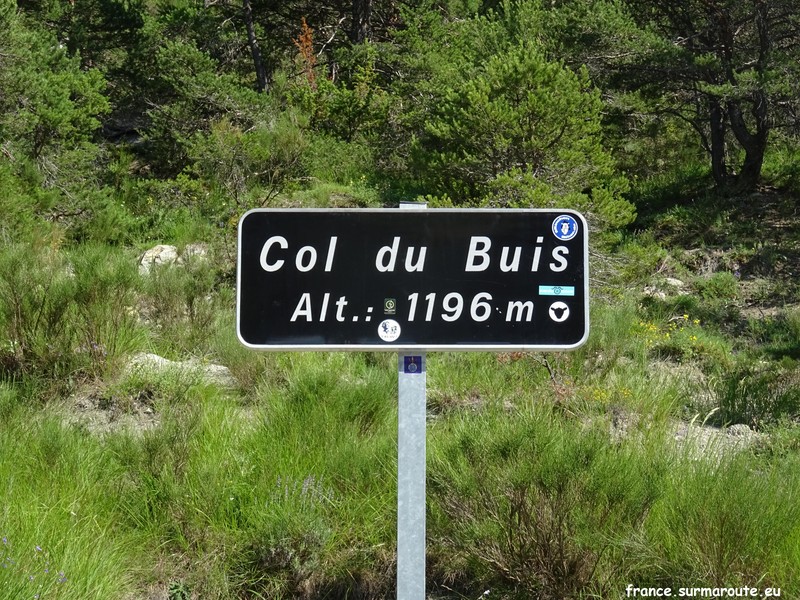 Col du Buis
Alt.: 1196 m
france.surmaroute.eu